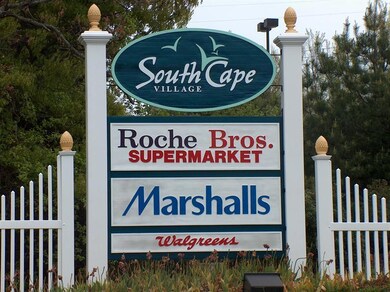 South Cape
VILLAGE
Roche Bros.
SUPERMARKET
Marshalls
Walgreens